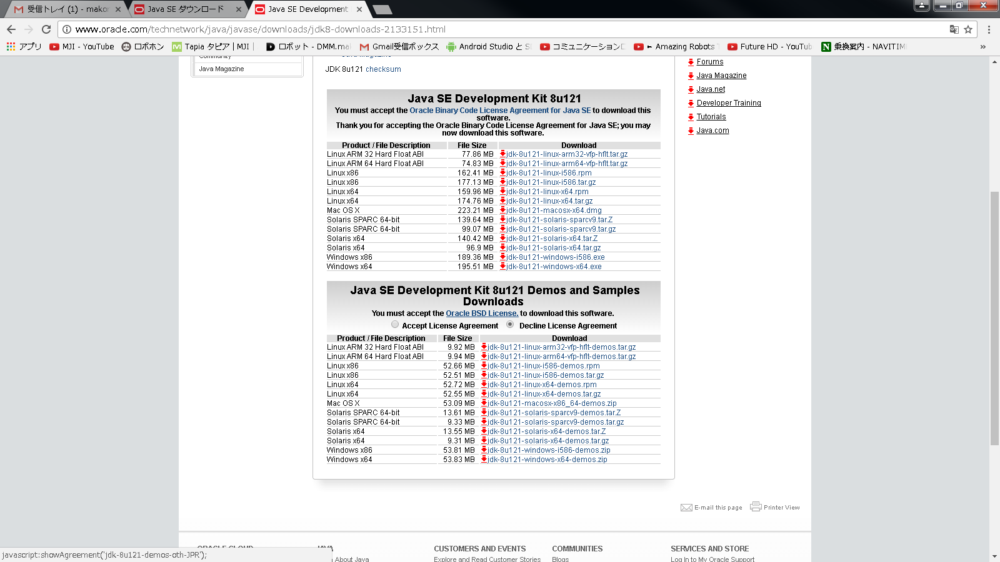 受信トレイ (1) - makor
Java SE ダウンロード
Java SE Development
www.oracle.com/technetwork/java/javase/downloads/jdk8-downloads-2133151.html
アプリ
MJI - YouTube
ロボホン
Tapia タピア | MJI |
ロボット - DMM.ma
Gmail受信ボックス
Android Studio と S
コミュニケーション
Amazing Robots
Future HD - YouTub
乗換案内 - NAVITIM
»
Community
Java Magazine
Java Magazine
JDK 8u121 checksum
Java SE Development Kit 8u121
You must accept the Oracle Binary Code License Agreement for Java SE to download this
software.
Thank you for accepting the Oracle Binary Code License Agreement for Java SE; you may
now download this software.
Product / File Description File Size Download
Linux ARM 32 Hard Float ABI 77.86 MB jdk-8u121-linux-arm32-vfp-hflt.tar.gz
Linux ARM 64 Hard Float ABI 74.83 MB jdk-8u121-linux-arm64-vfp-hflt.tar.gz
Linux x86 162.41 MB jdk-8u121-linux-i586.rpm
Linux x86 177.13 MB jdk-8u121-linux-i586.tar.gz
Linux x64 159.96 MB jdk-8u121-linux-x64.rpm
Linux x64 174.76 MB jdk-8u121-linux-x64.tar.gz
Mac OS X 223.21 MB jdk-8u121-macosx-x64.dmg
Solaris SPARC 64-bit 139.64 MB jdk-8u121-solaris-sparcv9.tar.Z
Solaris SPARC 64-bit 99.07 MB jdk-8u121-solaris-sparcv9.tar.gz
Solaris x64 140.42 MB jdk-8u121-solaris-x64.tar.Z
Solaris x64 96.9 MB jdk-8u121-solaris-x64.tar.gz
Windows x86 189.36 MB jdk-8u121-windows-i586.exe
Windows x64 195.51 MB jdk-8u121-windows-x64.exe
Java SE Development Kit 8u121 Demos and Samples
Downloads
You must accept the Oracle BSD License. to download this software.
Accept License Agreement Decline License Agreement
Product / File Description File Size Download
Linux ARM 32 Hard Float ABI 9.92 MB jdk-8u121-linux-arm32-vfp-hflt-demos.tar.gz
Linux ARM 64 Hard Float ABI 9.94 MB jdk-8u121-linux-arm64-vfp-hflt-demos.tar.gz
Linux x86 52.66 MB jdk-8u121-linux-i586-demos.rpm
Linux x86 52.51 MB jdk-8u121-linux-i586-demos.tar.gz
Linux x64 52.72 MB jdk-8u121-linux-x64-demos.rpm
Linux x64 52.55 MB jdk-8u121-linux-x64-demos.tar.gz
Mac OS X 53.09 MB jdk-8u121-macosx-x86_64-demos.zip
Solaris SPARC 64-bit 13.61 MB jdk-8u121-solaris-sparcv9-demos.tar.Z
Solaris SPARC 64-bit 9.33 MB jdk-8u121-solaris-sparcv9-demos.tar.gz
Solaris x64 13.55 MB jdk-8u121-solaris-x64-demos.tar.Z
Solaris x64 9.31 MB jdk-8u121-solaris-x64-demos.tar.gz
Windows x86 53.81 MB jdk-8u121-windows-i586-demos.zip
Windows x64 53.83 MB jdk-8u121-windows-x64-demos.zip
Forums
Java Magazine
Java.net
Developer Training
Tutorials
Java.com
E-mail this page
Printer View
ORACLE CLOUD
JAVA
About Java
CUSTOMERS AND EVENTS
Explore and Read Customer Stories
COMMUNITIES
Blogs
SERVICES AND STORE
Log In to My Oracle Support
javascript:showAgreement('jdk-8u121-demos-oth-JPR');